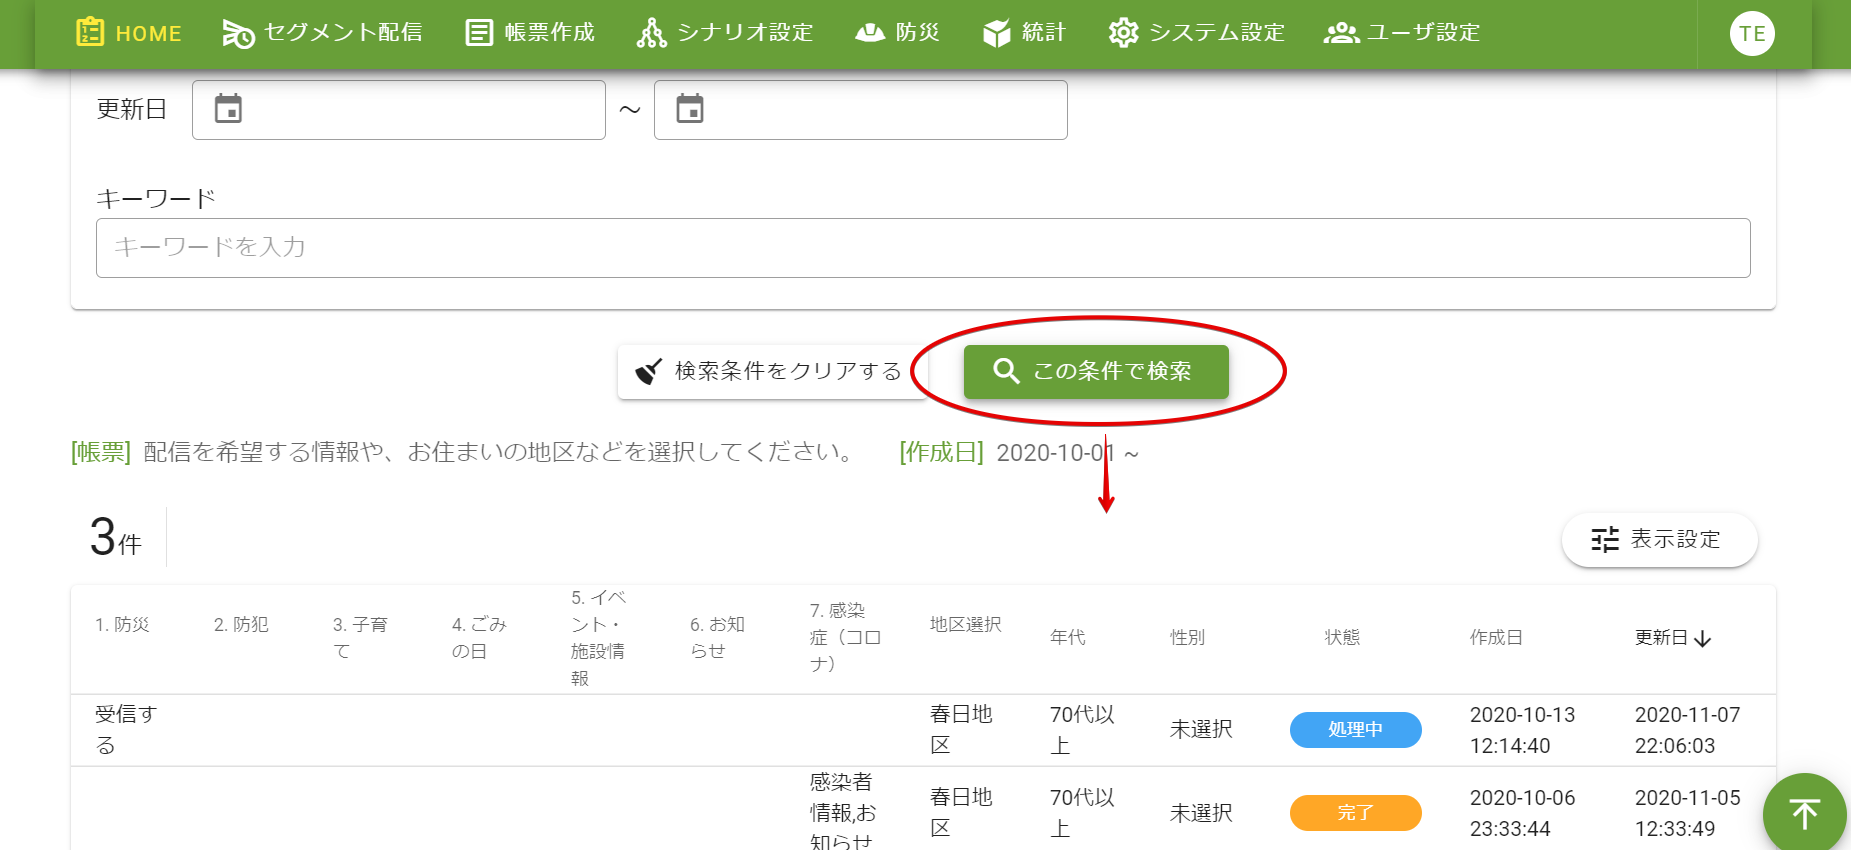 HOME セグメント配信 帳票作成 シナリオ設定 防災 統計 システム設定 ユーザ設定 TE
更新日 ～
キーワード
キーワードを入力
検索条件をクリアする この条件で検索
[帳票] 配信を希望する情報や、お住まいの地区などを選択してください。 [作成日] 2020-10-01 ~
3件
表示設定
1. 防災 2. 防犯 3. 子育て 4. ごみの日 5. イベント・施設情報 6. お知らせ 7. 感染症（コロナ） 地区選択 年代 性別 状態 作成日 更新日
受信する 春日地区 70代以上 未選択 処理中 2020-10-13 12:14:40 2020-11-07 22:06:03
感染者情報,お知らせ 春日地区 70代以上 未選択 完了 2020-10-06 23:33:44 2020-11-05 12:33:49